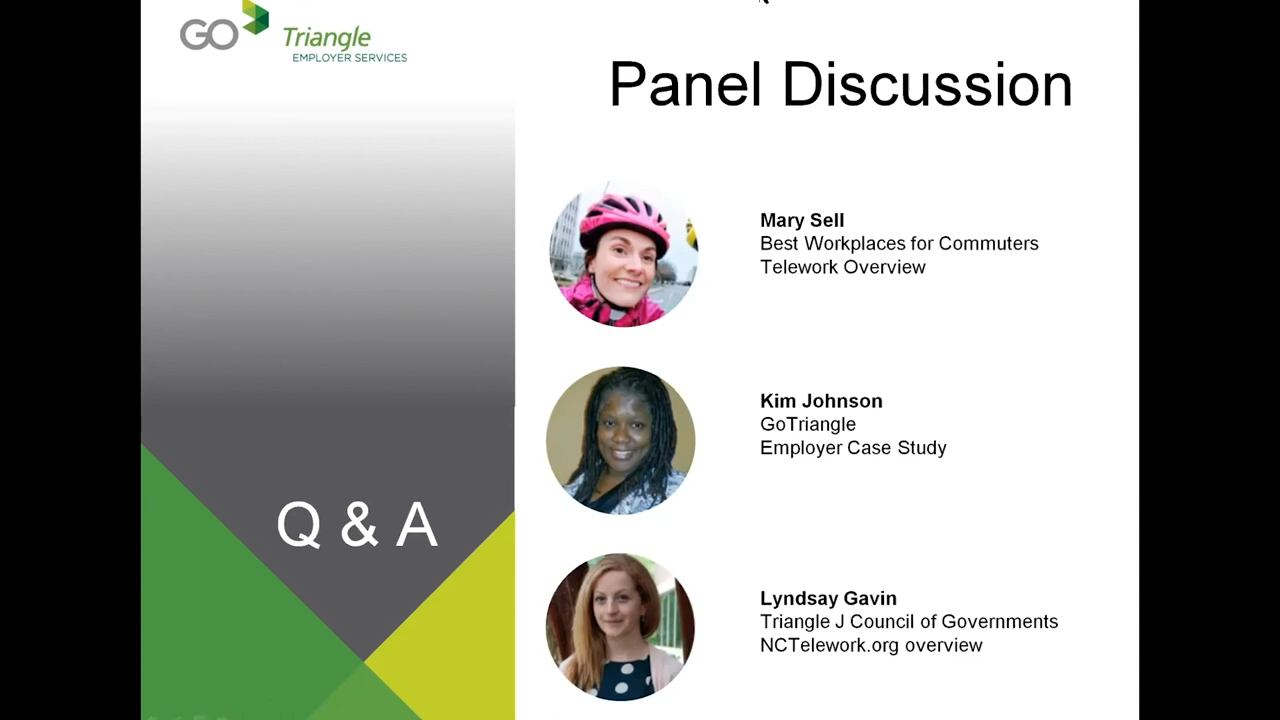 GO Triangle
EMPLOYER SERVICES
Panel Discussion
Mary Sell
Best Workplaces for Commuters
Telework Overview
Kim Johnson
GoTriangle
Employer Case Study
Q & A
Lyndsay Gavin
Triangle J Council of Governments
NCTelework.org overview